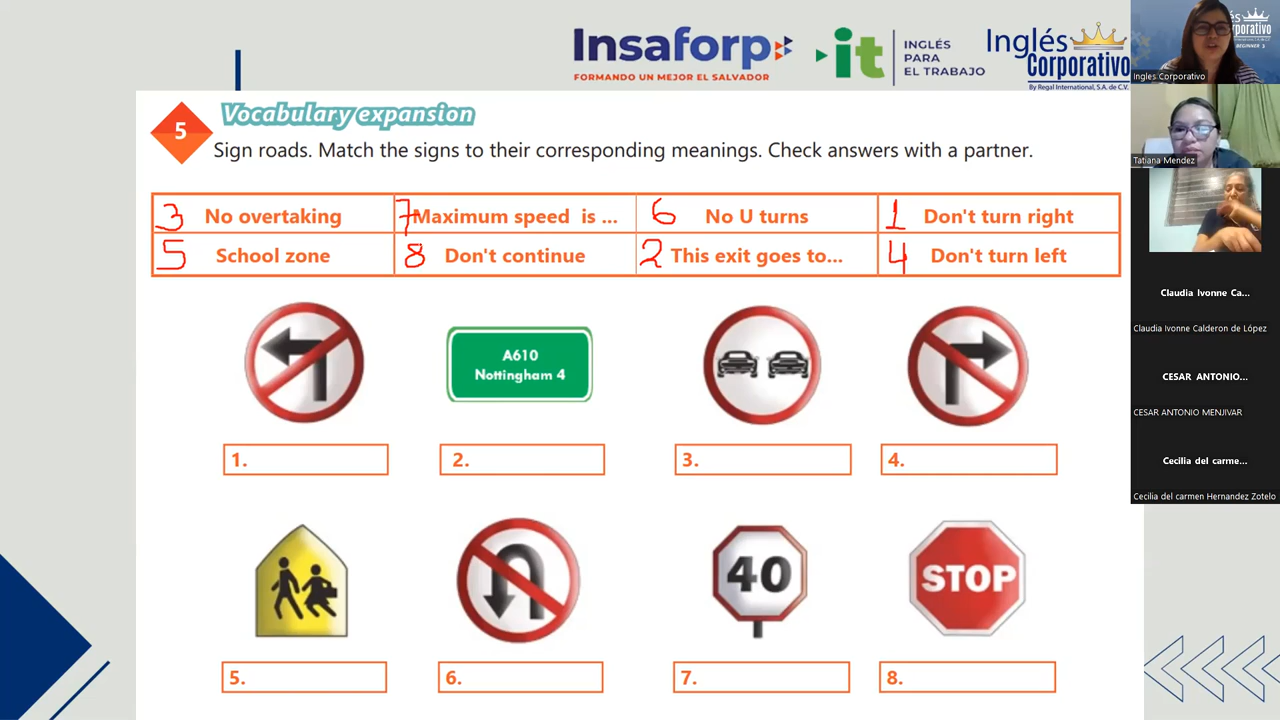 Insaforp
FORMANDO UN MEJOR EL SALVADOR
it
INGLÉS
PARA
EL TRABAJO
Inglés
Corporativo
By Regal International, S.A. de C.V.
5
Vocabulary expansion
Sign roads. Match the signs to their corresponding meanings. Check answers with a partner.
3 No overtaking
7 Maximum speed is ...
6 No U turns
1 Don't turn right
5 School zone
8 Don't continue
2 This exit goes to...
4 Don't turn left
A610
Nottingham 4
1.
2.
3.
4.
40
STOP
5.
6.
7.
8.
Inglés
orporativo
BEGINNER 3
Ingles Corporativo
Tatiana Mendez
Claudia Ivonne Ca...
Claudia Ivonne Calderon de López
CESAR ANTONIO...
CESAR ANTONIO MENJIVAR
Cecilia del carme...
Cecilia del carmen Hernandez Zotelo